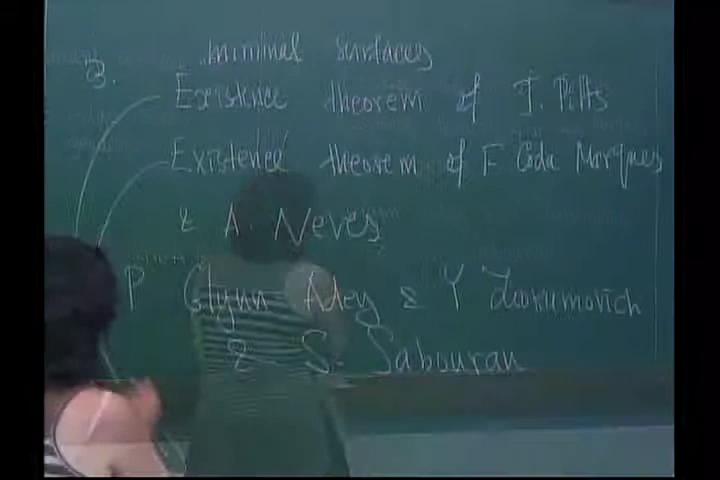 3. minimal surfaces
Existence theorem of J. Pitts
Existence theorem of F Coda Marques
& A. Neves
P Glynn Adey & Y Liokumovich
& S. Sabourau